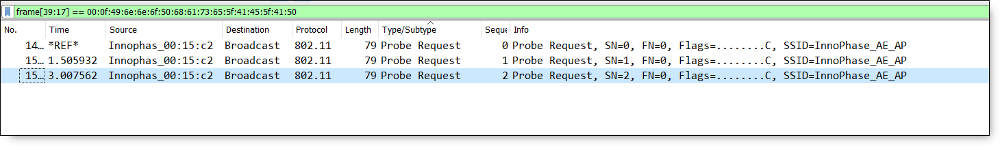 frame[39:17] == 00:0f:49:6e:6e:6f:50:68:61:73:65:5f:41:45:5f:41:50
No. Time Source Destination Protocol Length Type/Subtype Seque Info
14… *REF* Innophas_00:15:c2 Broadcast 802.11 79 Probe Request 0 Probe Request, SN=0, FN=0, Flags=........C, SSID=InnoPhase_AE_AP
15… 1.505932 Innophas_00:15:c2 Broadcast 802.11 79 Probe Request 1 Probe Request, SN=1, FN=0, Flags=........C, SSID=InnoPhase_AE_AP
15… 3.007562 Innophas_00:15:c2 Broadcast 802.11 79 Probe Request 2 Probe Request, SN=2, FN=0, Flags=........C, SSID=InnoPhase_AE_AP